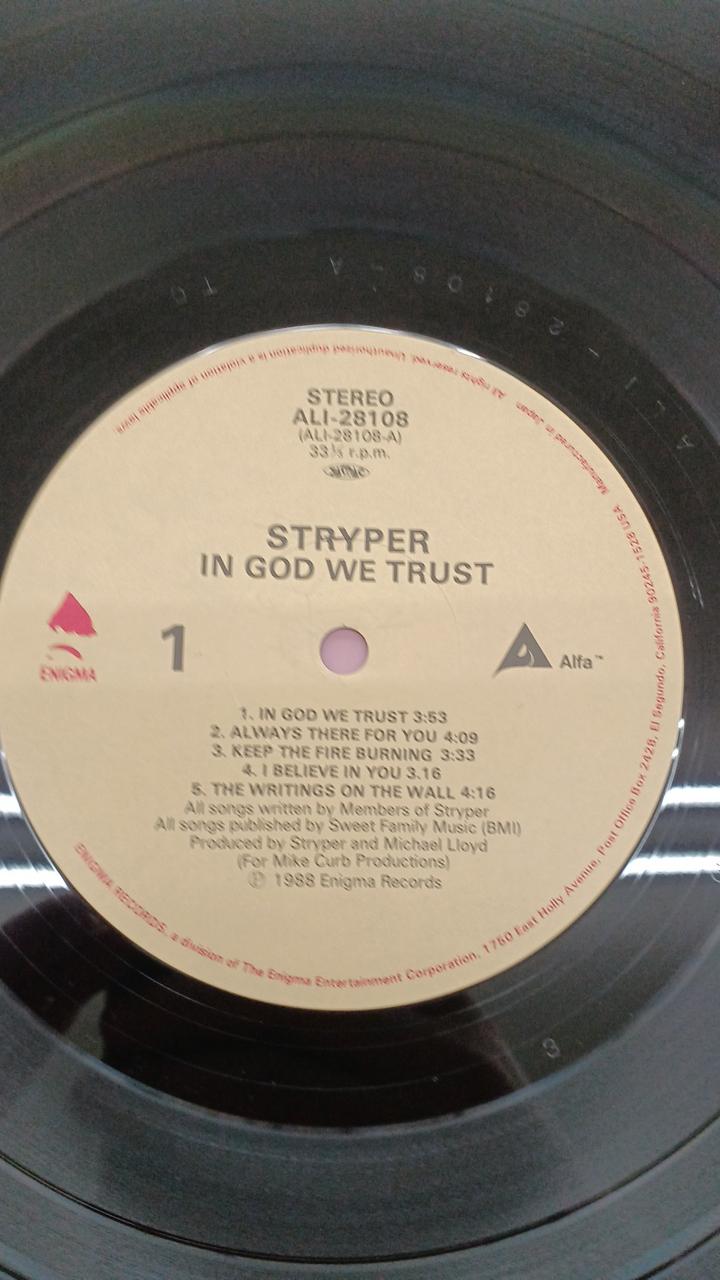 STEREO
ALI-28108
(ALI-28108-A)
33⅓ r.p.m.
STRYPER
IN GOD WE TRUST
ENIGMA
1
Alfa™
1. IN GOD WE TRUST 3:53
2. ALWAYS THERE FOR YOU 4:09
3. KEEP THE FIRE BURNING 3:33
4. I BELIEVE IN YOU 3.16
5. THE WRITINGS ON THE WALL 4:16
All songs written by Members of Stryper
All songs published by Sweet Family Music (BMI)
Produced by Stryper and Michael Lloyd
(For Mike Curb Productions)
℗ 1988 Enigma Records
ENIGMA RECORDS, a division of The Enigma Entertainment Corporation, 1750 East Holly Avenue, Post Office Box 2428, El Segundo, California 90245-1528 USA. Manufactured in Japan. All rights reserved. Unauthorized duplication is a violation of applicable laws.
ALI-28108-A
TO
3